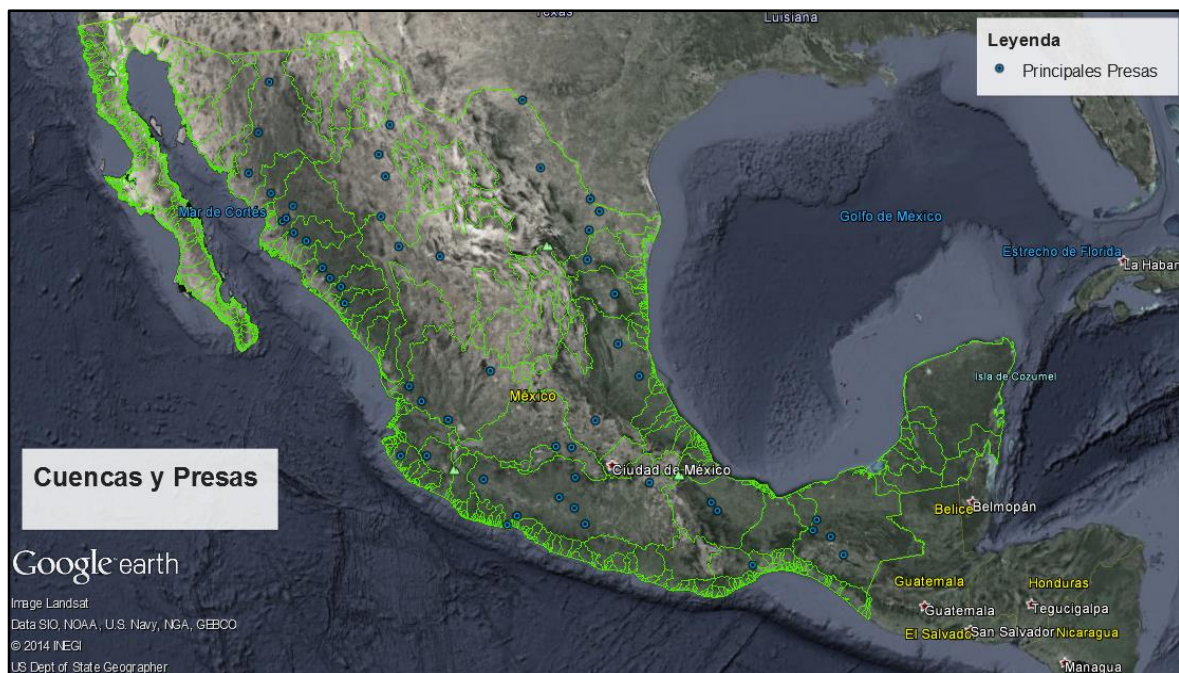 Texas
Luisiana
Leyenda
Principales Presas
Mar de Cortés
Golfo de México
Estrecho de Florida
La Haban
Isla de Cozumel
México
Cuencas y Presas
Ciudad de México
Belice
Belmopán
Google earth
Guatemala
Honduras
Image Landsat
Guatemala
Tegucigalpa
Data SIO, NOAA, U.S. Navy, NGA, GEBCO
El Salvador
San Salvador
Nicaragua
© 2014 INEGI
US Dept of State Geographer
Managua